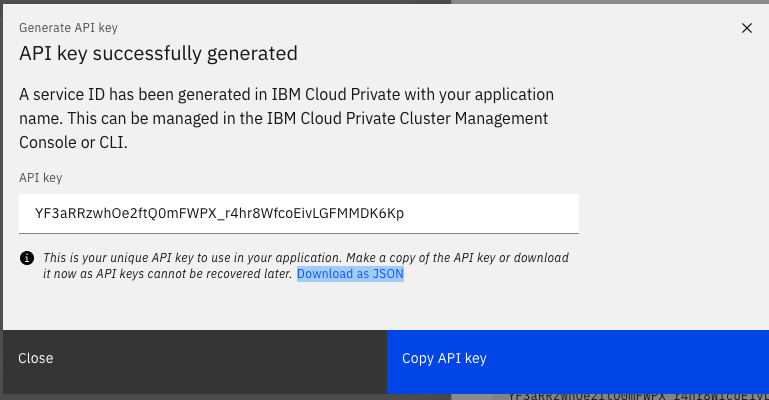 Generate API key
API key successfully generated
A service ID has been generated in IBM Cloud Private with your application
name. This can be managed in the IBM Cloud Private Cluster Management
Console or CLI.
API key
YF3aRRzwhOe2ftQ0mFWPX_r4hr8WfcoEivLGFMMDK6Kp
This is your unique API key to use in your application. Make a copy of the API key or download
it now as API keys cannot be recovered later. Download as JSON
Close
Copy API key